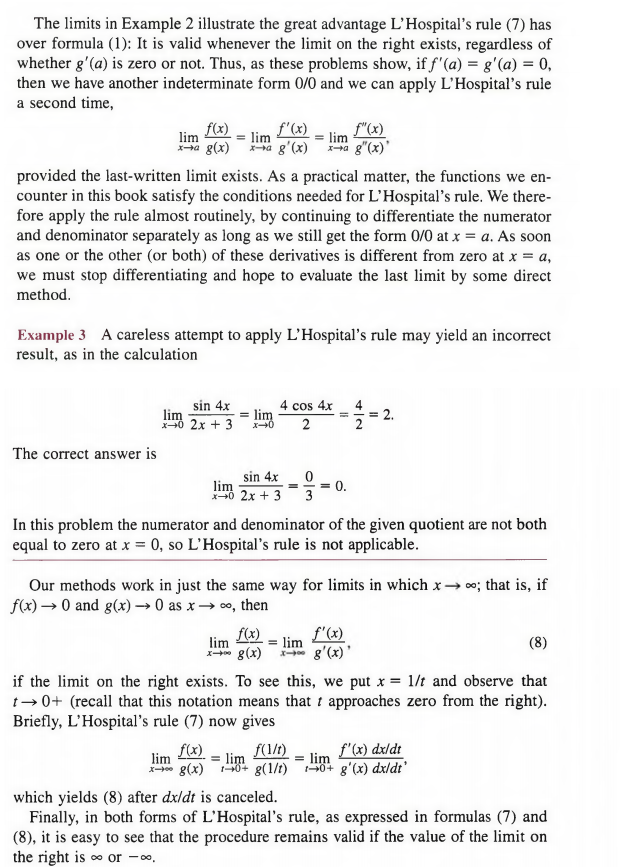 The limits in Example 2 illustrate the great advantage L'Hospital's rule (7) has
over formula (1): It is valid whenever the limit on the right exists, regardless of
whether g'(a) is zero or not. Thus, as these problems show, if f'(a) = g'(a) = 0,
then we have another indeterminate form 0/0 and we can apply L'Hospital's rule
a second time,
lim x→a f(x)/g(x) = lim x→a f'(x)/g'(x) = lim x→a f"(x)/g"(x),
provided the last-written limit exists. As a practical matter, the functions we en-
counter in this book satisfy the conditions needed for L'Hospital's rule. We there-
fore apply the rule almost routinely, by continuing to differentiate the numerator
and denominator separately as long as we still get the form 0/0 at x = a. As soon
as one or the other (or both) of these derivatives is different from zero at x = a,
we must stop differentiating and hope to evaluate the last limit by some direct
method.
Example 3 A careless attempt to apply L'Hospital's rule may yield an incorrect
result, as in the calculation
lim x→0 sin 4x/2x + 3 = lim x→0 4 cos 4x/2 = 4/2 = 2.
The correct answer is
lim x→0 sin 4x/2x + 3 = 0/3 = 0.
In this problem the numerator and denominator of the given quotient are not both
equal to zero at x = 0, so L'Hospital's rule is not applicable.
Our methods work in just the same way for limits in which x → ∞; that is, if
f(x) → 0 and g(x) → 0 as x → ∞, then
lim x→∞ f(x)/g(x) = lim x→∞ f'(x)/g'(x), (8)
if the limit on the right exists. To see this, we put x = 1/t and observe that
t → 0+ (recall that this notation means that t approaches zero from the right).
Briefly, L'Hospital's rule (7) now gives
lim x→∞ f(x)/g(x) = lim t→0+ f(1/t)/g(1/t) = lim t→0+ f'(x) dx/dt/g'(x) dx/dt,
which yields (8) after dx/dt is canceled.
Finally, in both forms of L'Hospital's rule, as expressed in formulas (7) and
(8), it is easy to see that the procedure remains valid if the value of the limit on
the right is ∞ or −∞.